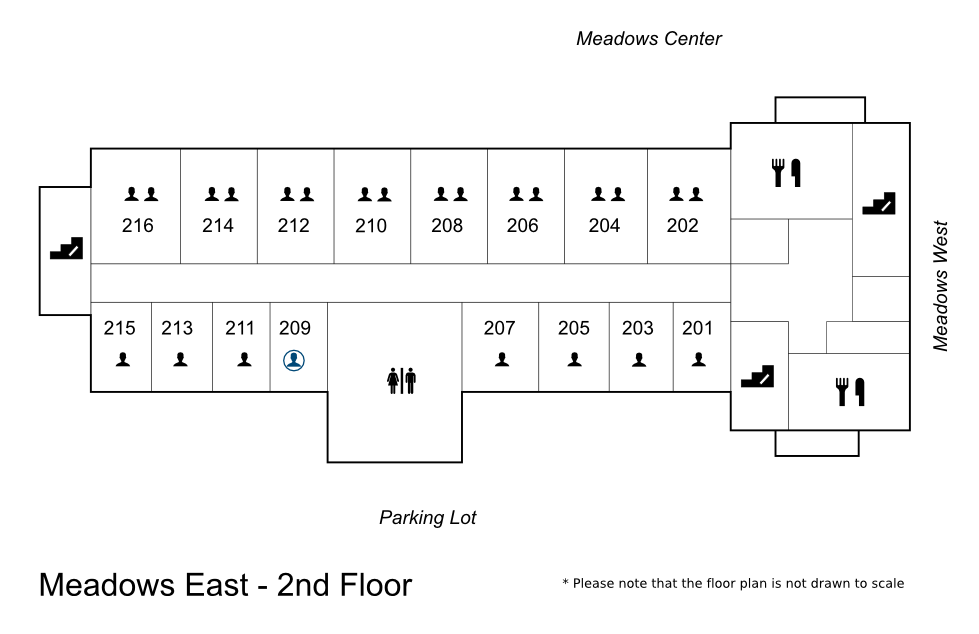 Meadows Center
216 214 212 210 208 206 204 202
Meadows West
215 213 211 209 207 205 203 201
Parking Lot
Meadows East - 2nd Floor
* Please note that the floor plan is not drawn to scale